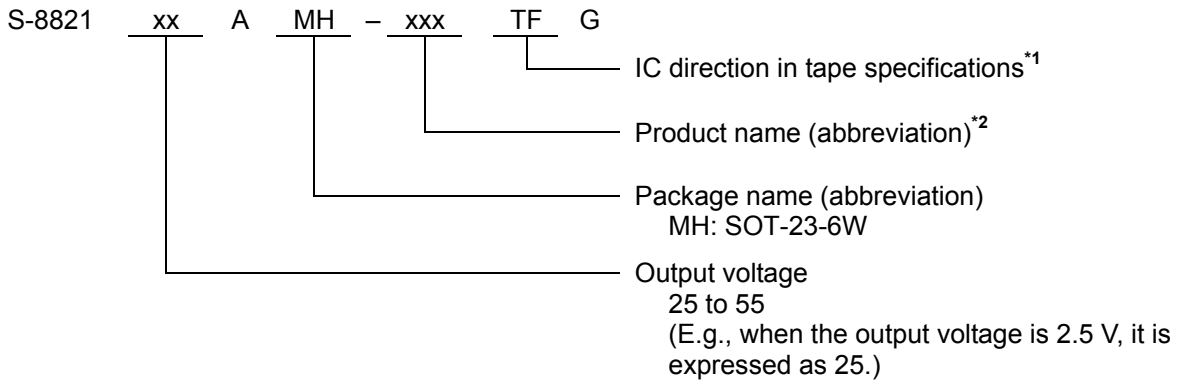 S-8821 xx A MH – xxx TF G
IC direction in tape specifications*1
Product name (abbreviation)*2
Package name (abbreviation)
MH: SOT-23-6W
Output voltage
25 to 55
(E.g., when the output voltage is 2.5 V, it is
expressed as 25.)